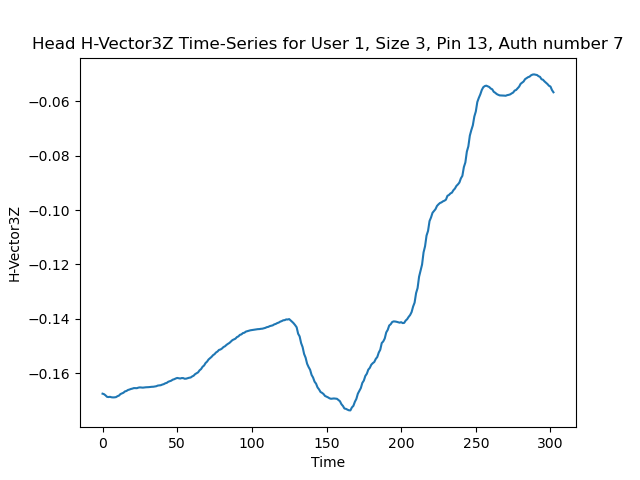 Head H-Vector3Z Time-Series for User 1, Size 3, Pin 13, Auth number 7
−0.06
−0.08
−0.10
−0.12
−0.14
−0.16
H-Vector3Z
0 50 100 150 200 250 300
Time